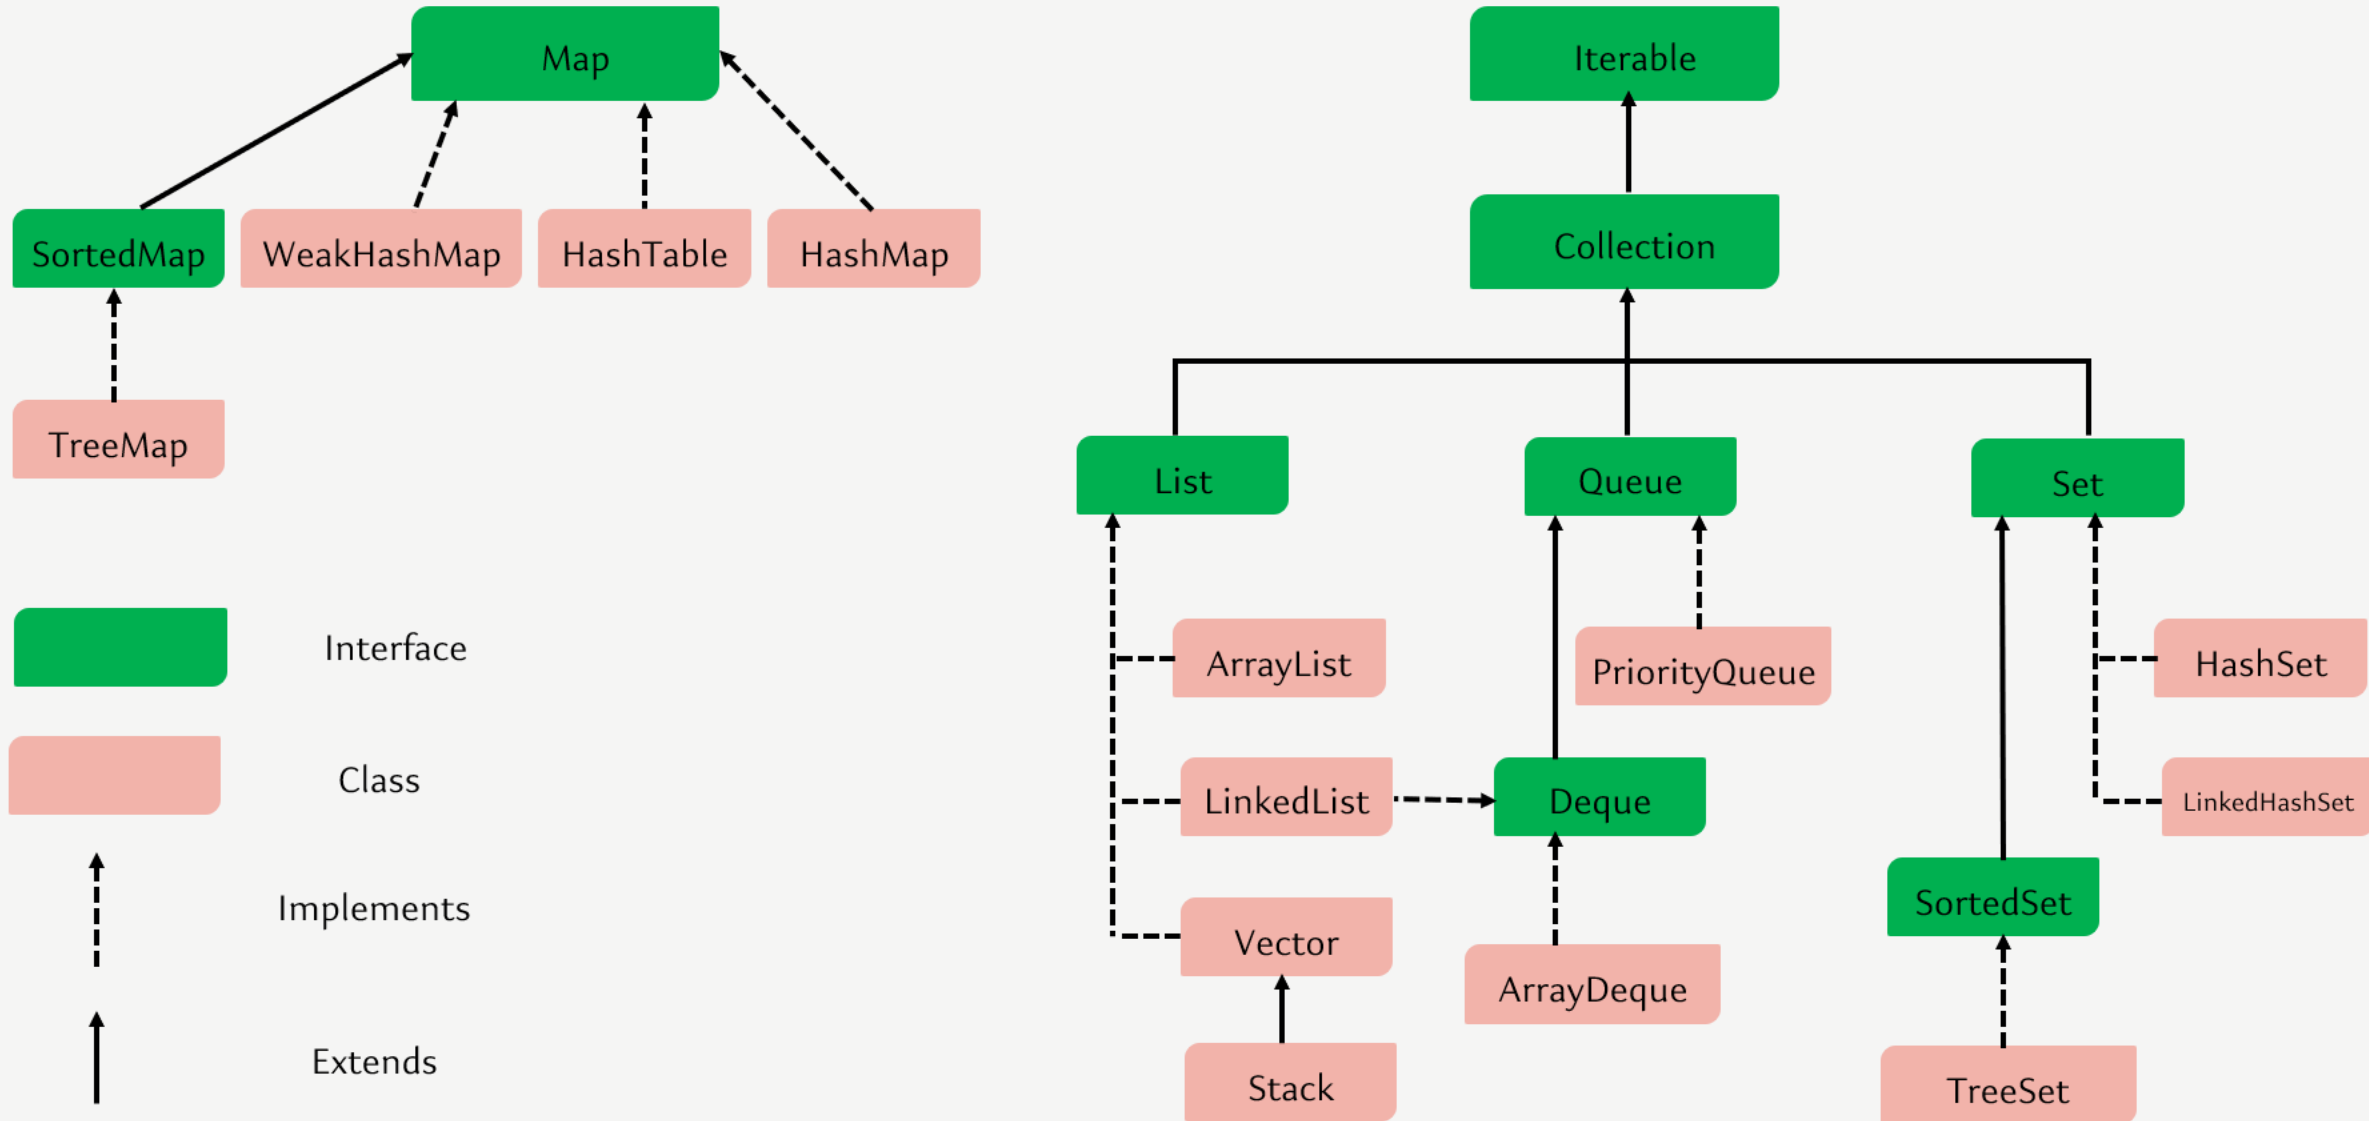 Map
Iterable
SortedMap
WeakHashMap
HashTable
HashMap
Collection
TreeMap
List
Queue
Set
Interface
ArrayList
PriorityQueue
HashSet
Class
LinkedList
Deque
LinkedHashSet
Implements
Vector
SortedSet
ArrayDeque
Extends
Stack
TreeSet